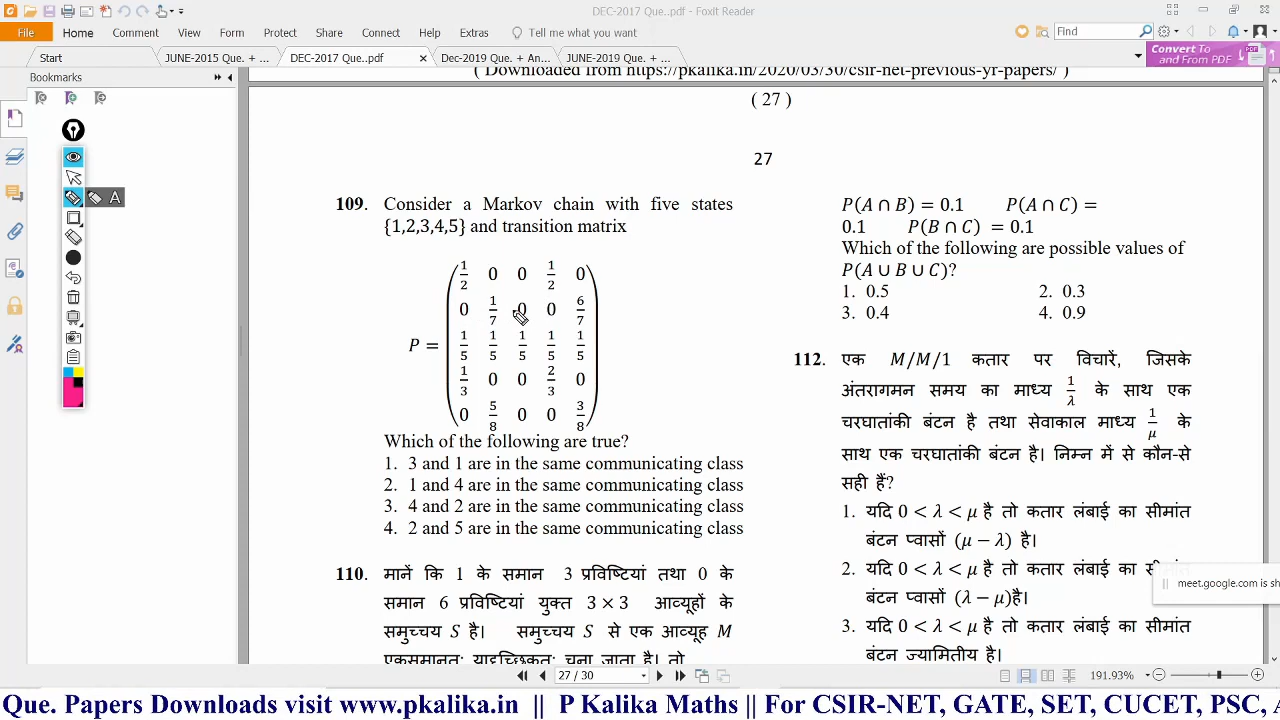 DEC-2017 Que..pdf - Foxit Reader
File Home Comment View Form Protect Share Connect Help Extras Tell me what you want... Find
Start JUNE-2015 Que. + ... DEC-2017 Que..pdf Dec-2019 Que. + An... JUNE-2019 Que. + ... Convert To and From PDF
Bookmarks
( Downloaded from https://pkalika.in/2020/03/30/csir-net-previous-yr-papers/ )
( 27 )
27
109. Consider a Markov chain with five states
{1,2,3,4,5} and transition matrix
P =
1/2 0 0 1/2 0
0 1/7 0 0 6/7
1/5 1/5 1/5 1/5 1/5
1/3 0 0 2/3 0
0 5/8 0 0 3/8
Which of the following are true?
1. 3 and 1 are in the same communicating class
2. 1 and 4 are in the same communicating class
3. 4 and 2 are in the same communicating class
4. 2 and 5 are in the same communicating class
110. मानें कि 1 के समान 3 प्रविष्टियां तथा 0 के
समान 6 प्रविष्टियां युक्त 3 × 3 आव्यूहों के
समुच्चय S है। समुच्चय S से एक आव्यूह M
एकसमानतः यादृच्छिकतः चुना जाता है। तो
P(A ∩ B) = 0.1 P(A ∩ C) =
0.1 P(B ∩ C) = 0.1
Which of the following are possible values of
P(A ∪ B ∪ C)?
1. 0.5 2. 0.3
3. 0.4 4. 0.9
112. एक M/M/1 कतार पर विचारें, जिसके
अंतरागमन समय का माध्य 1/λ के साथ एक
चरघातांकी बंटन है तथा सेवाकाल माध्य 1/μ के
साथ एक चरघातांकी बंटन है। निम्न में से कौन-से
सही हैं?
1. यदि 0 < λ < μ है तो कतार लंबाई का सीमांत
बंटन प्वासों (μ − λ) है।
2. यदि 0 < λ < μ है तो कतार लंबाई का सीमांत
बंटन प्वासों (λ − μ)है।
3. यदि 0 < λ < μ है तो कतार लंबाई का सीमांत
बंटन ज्यामितीय है।
A
meet.google.com is sh
27 / 30 191.93%
Que. Papers Downloads visit www.pkalika.in || P Kalika Maths || For CSIR-NET, GATE, SET, CUCET, PSC,